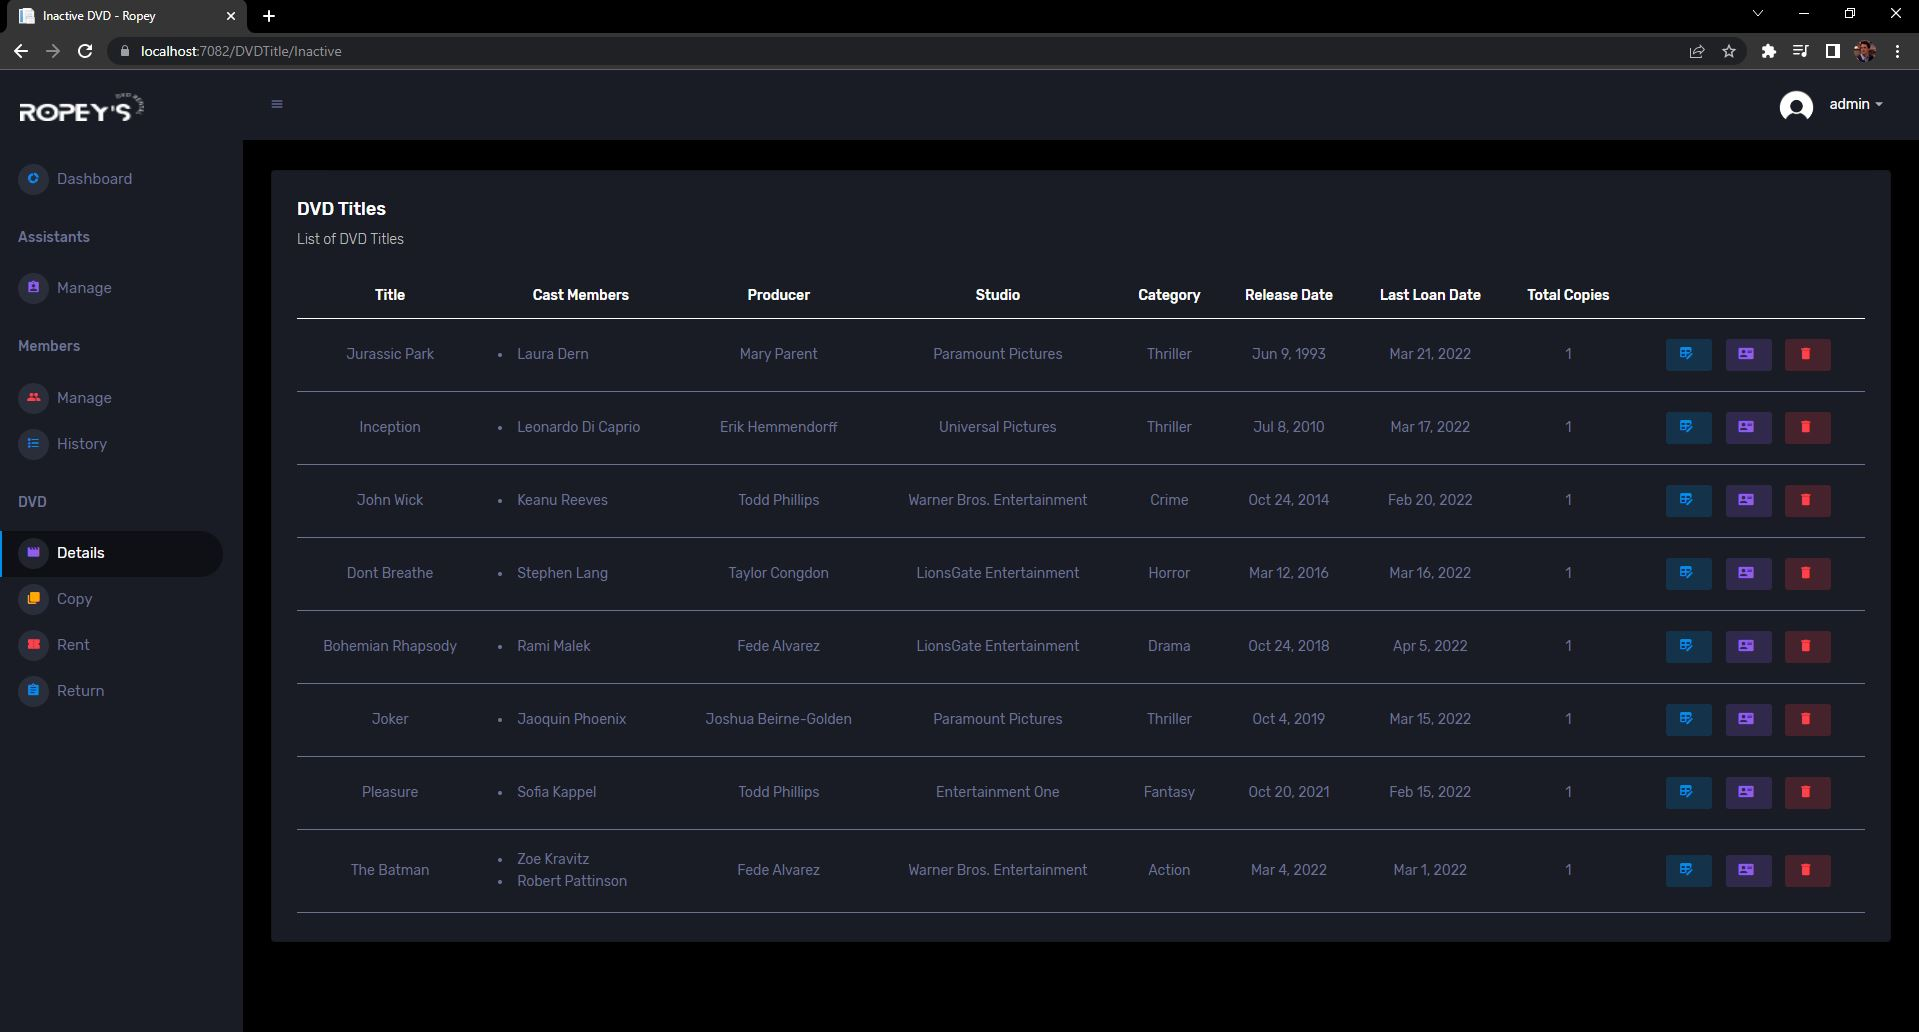 Inactive DVD - Ropey
localhost:7082/DVDTitle/Inactive
ROPEY'S
admin
Dashboard
Assistants
Manage
Members
Manage
History
DVD
Details
Copy
Rent
Return
DVD Titles
List of DVD Titles
Title Cast Members Producer Studio Category Release Date Last Loan Date Total Copies
Jurassic Park • Laura Dern Mary Parent Paramount Pictures Thriller Jun 9, 1993 Mar 21, 2022 1
Inception • Leonardo Di Caprio Erik Hemmendorff Universal Pictures Thriller Jul 8, 2010 Mar 17, 2022 1
John Wick • Keanu Reeves Todd Phillips Warner Bros. Entertainment Crime Oct 24, 2014 Feb 20, 2022 1
Dont Breathe • Stephen Lang Taylor Congdon LionsGate Entertainment Horror Mar 12, 2016 Mar 16, 2022 1
Bohemian Rhapsody • Rami Malek Fede Alvarez LionsGate Entertainment Drama Oct 24, 2018 Apr 5, 2022 1
Joker • Jaoquin Phoenix Joshua Beirne-Golden Paramount Pictures Thriller Oct 4, 2019 Mar 15, 2022 1
Pleasure • Sofia Kappel Todd Phillips Entertainment One Fantasy Oct 20, 2021 Feb 15, 2022 1
• Zoe Kravitz
The Batman Fede Alvarez Warner Bros. Entertainment Action Mar 4, 2022 Mar 1, 2022 1
• Robert Pattinson